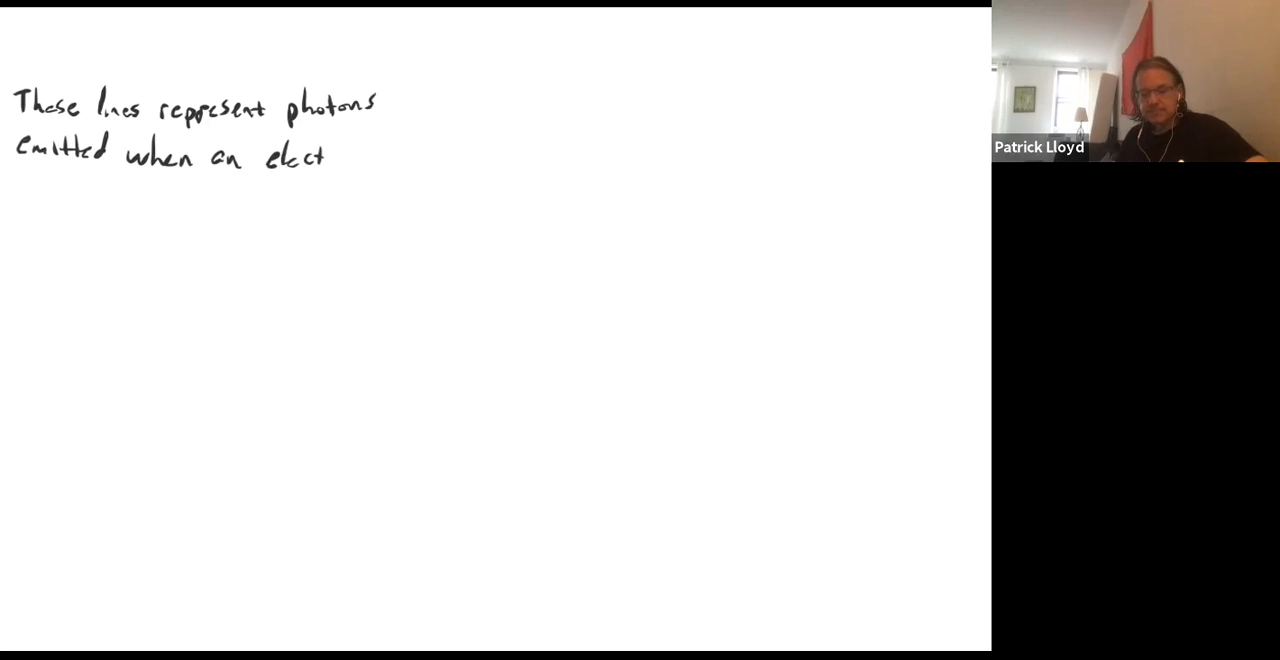 These lines represent photons
emitted when an elect
Patrick Lloyd